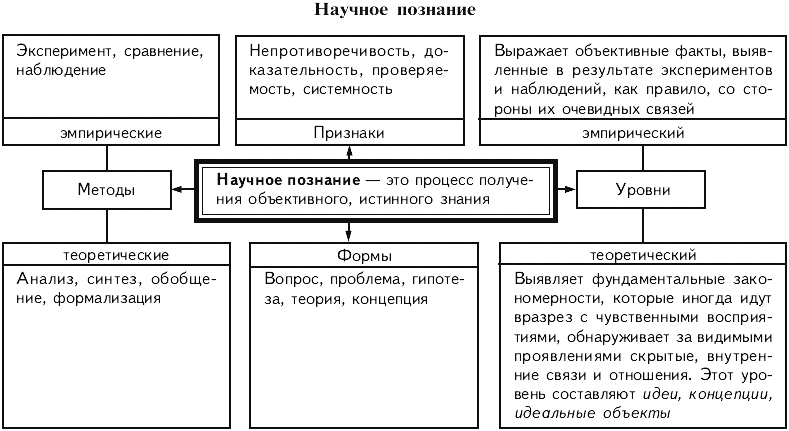 Научное познание
Эксперимент, сравнение,
наблюдение
эмпирические
Непротиворечивость, до-
казательность, проверяе-
мость, системность
Признаки
Выражает объективные факты, выяв-
ленные в результате экспериментов
и наблюдений, как правило, со сто-
роны их очевидных связей
эмпирический
Методы
Научное познание — это процесс получе-
ния объективного, истинного знания
Уровни
теоретические
Анализ, синтез, обобще-
ние, формализация
Формы
Вопрос, проблема, гипоте-
за, теория, концепция
теоретический
Выявляет фундаментальные зако-
номерности, которые иногда идут
вразрез с чувственными восприя-
тиями, обнаруживает за видимыми
проявлениями скрытые, внутрен-
ние связи и отношения. Этот уро-
вень составляют идеи, концепции,
идеальные объекты